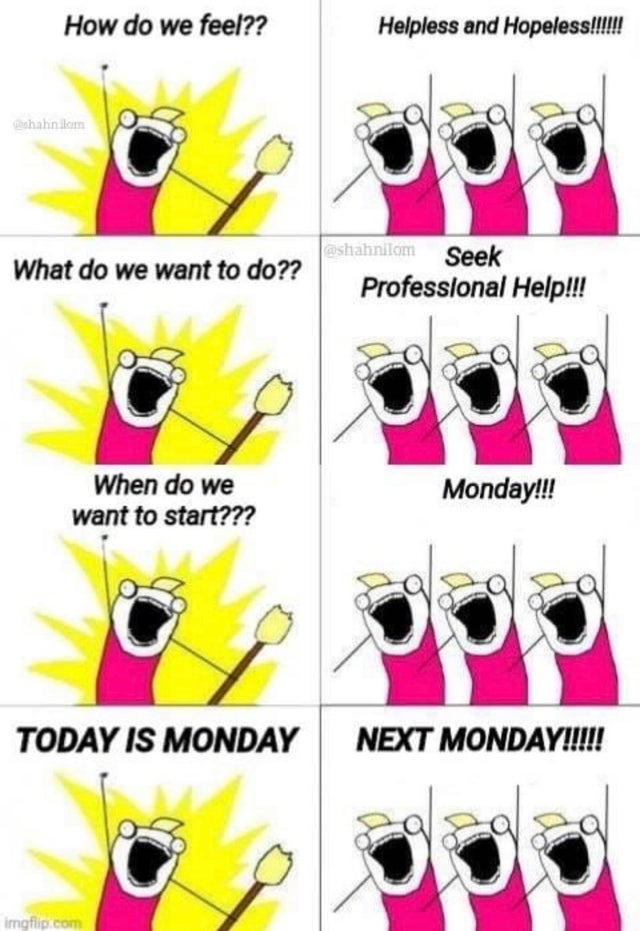 How do we feel??
Helpless and Hopeless!!!!!!
@shahnilom
@shahnilom
What do we want to do??
Seek
Professional Help!!!
When do we
want to start???
Monday!!!
TODAY IS MONDAY
NEXT MONDAY!!!!!
imgflip.com